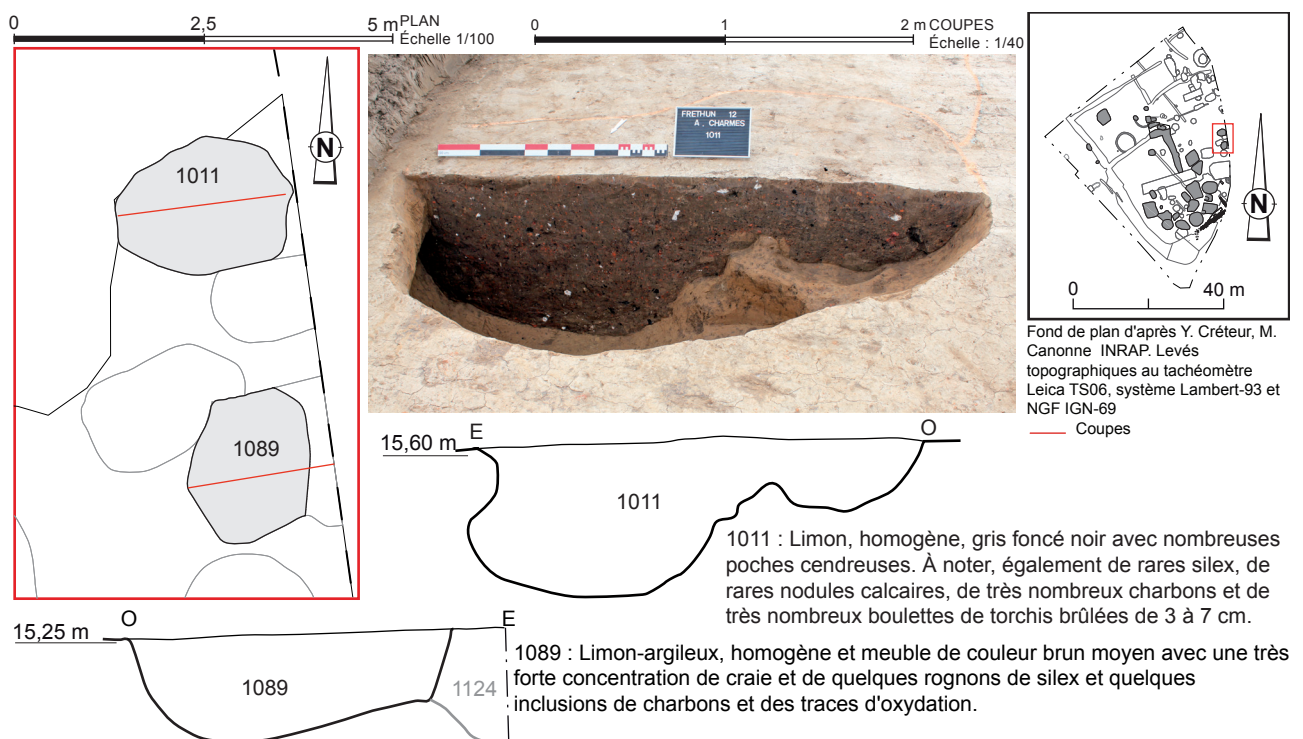 0 2,5 5 m PLAN
Échelle 1/100
0 1 2 m COUPES
Échelle : 1/40
N
1011
1089
FRETHUN 12
A. CHARMES
1011
N
0 40 m
Fond de plan d'après Y. Créteur, M.
Canonne INRAP. Levés
topographiques au tachéomètre
Leica TS06, système Lambert-93 et
NGF IGN-69
Coupes
E O
15,60 m
1011
1011 : Limon, homogène, gris foncé noir avec nombreuses
poches cendreuses. À noter, également de rares silex, de
rares nodules calcaires, de très nombreux charbons et de
très nombreux boulettes de torchis brûlées de 3 à 7 cm.
O E
15,25 m
1089
1124
1089 : Limon-argileux, homogène et meuble de couleur brun moyen avec une très
forte concentration de craie et de quelques rognons de silex et quelques
inclusions de charbons et des traces d'oxydation.